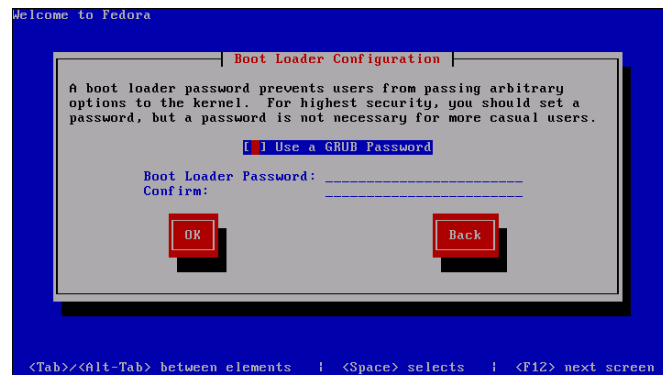 Welcome to Fedora
Boot Loader Configuration
A boot loader password prevents users from passing arbitrary
options to the kernel.  For highest security, you should set a
password, but a password is not necessary for more casual users.
[ ] Use a GRUB Password
Boot Loader Password: ________________________
Confirm: ________________________
OK Back
<Tab>/<Alt-Tab> between elements | <Space> selects | <F12> next screen